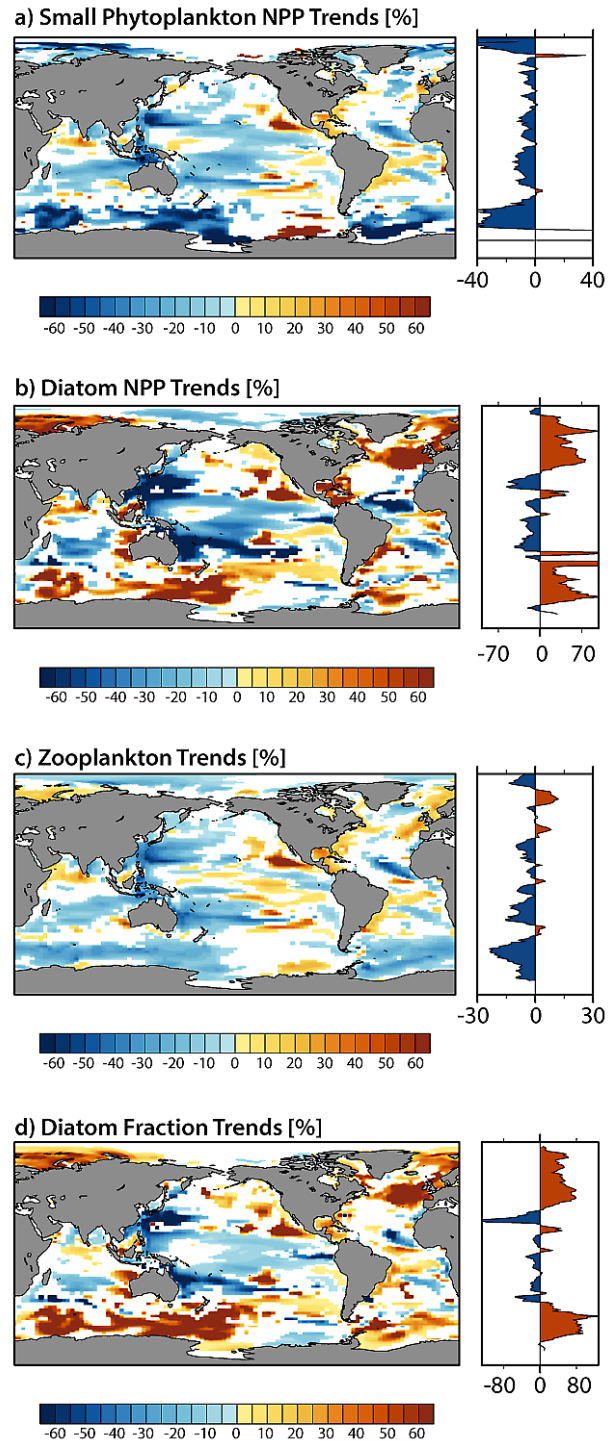 a) Small Phytoplankton NPP Trends [%]
-40 0 40
-60 -50 -40 -30 -20 -10 0 10 20 30 40 50 60
b) Diatom NPP Trends [%]
-70 0 70
-60 -50 -40 -30 -20 -10 0 10 20 30 40 50 60
c) Zooplankton Trends [%]
-30 0 30
-60 -50 -40 -30 -20 -10 0 10 20 30 40 50 60
d) Diatom Fraction Trends [%]
-80 0 80
-60 -50 -40 -30 -20 -10 0 10 20 30 40 50 60